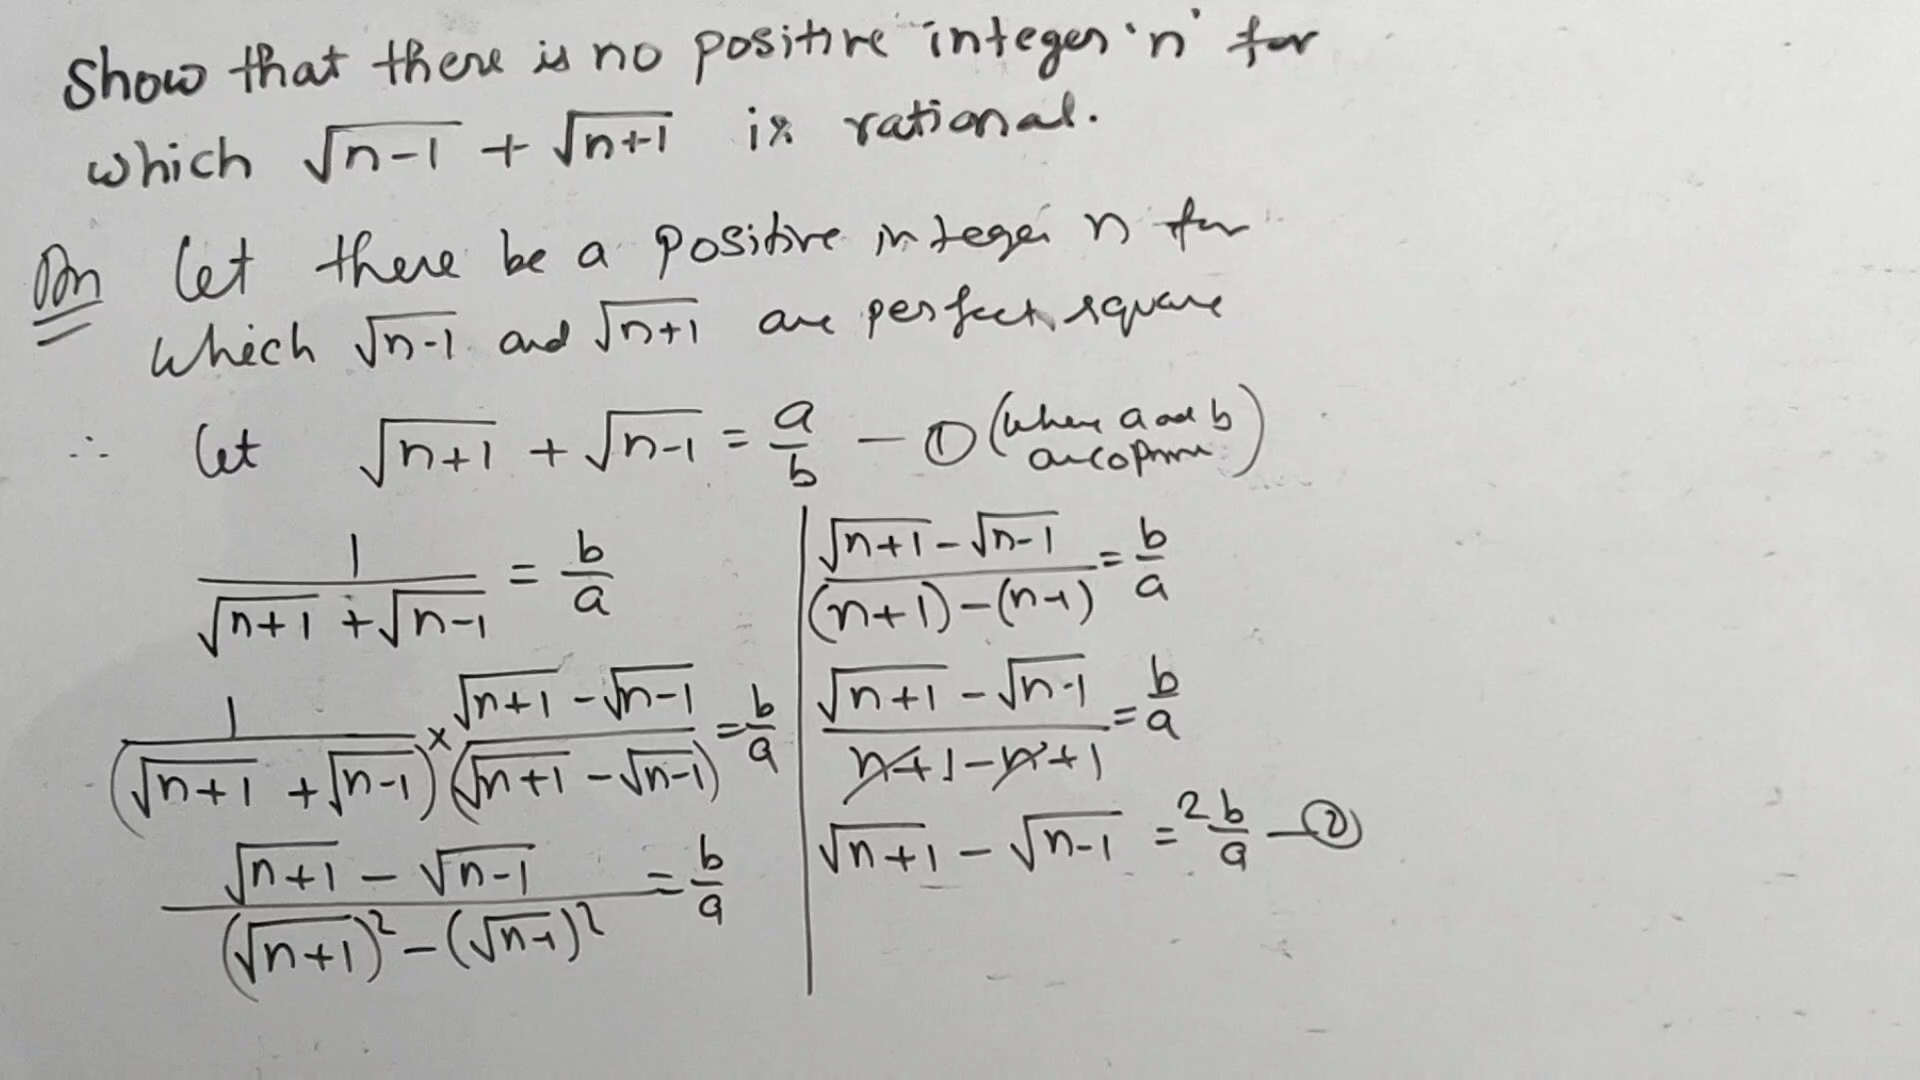 Show that there is no positive integer 'n' for
which √n-1 + √n+1 is rational.
Let there be a positive integer n for
which √n-1 and √n+1 are perfect square
∴ Let √n+1 + √n-1 = a/b - ① (where a and b
are coprime)
1/(√n+1 + √n-1) = b/a
1/(√n+1 + √n-1) × (√n+1 - √n-1)/(√n+1 - √n-1) = b/a
(√n+1 - √n-1)/((√n+1)² - (√n-1)²) = b/a
(√n+1 - √n-1)/((n+1) - (n-1)) = b/a
(√n+1 - √n-1)/(n+1-n+1) = b/a
√n+1 - √n-1 = 2b/a - ②